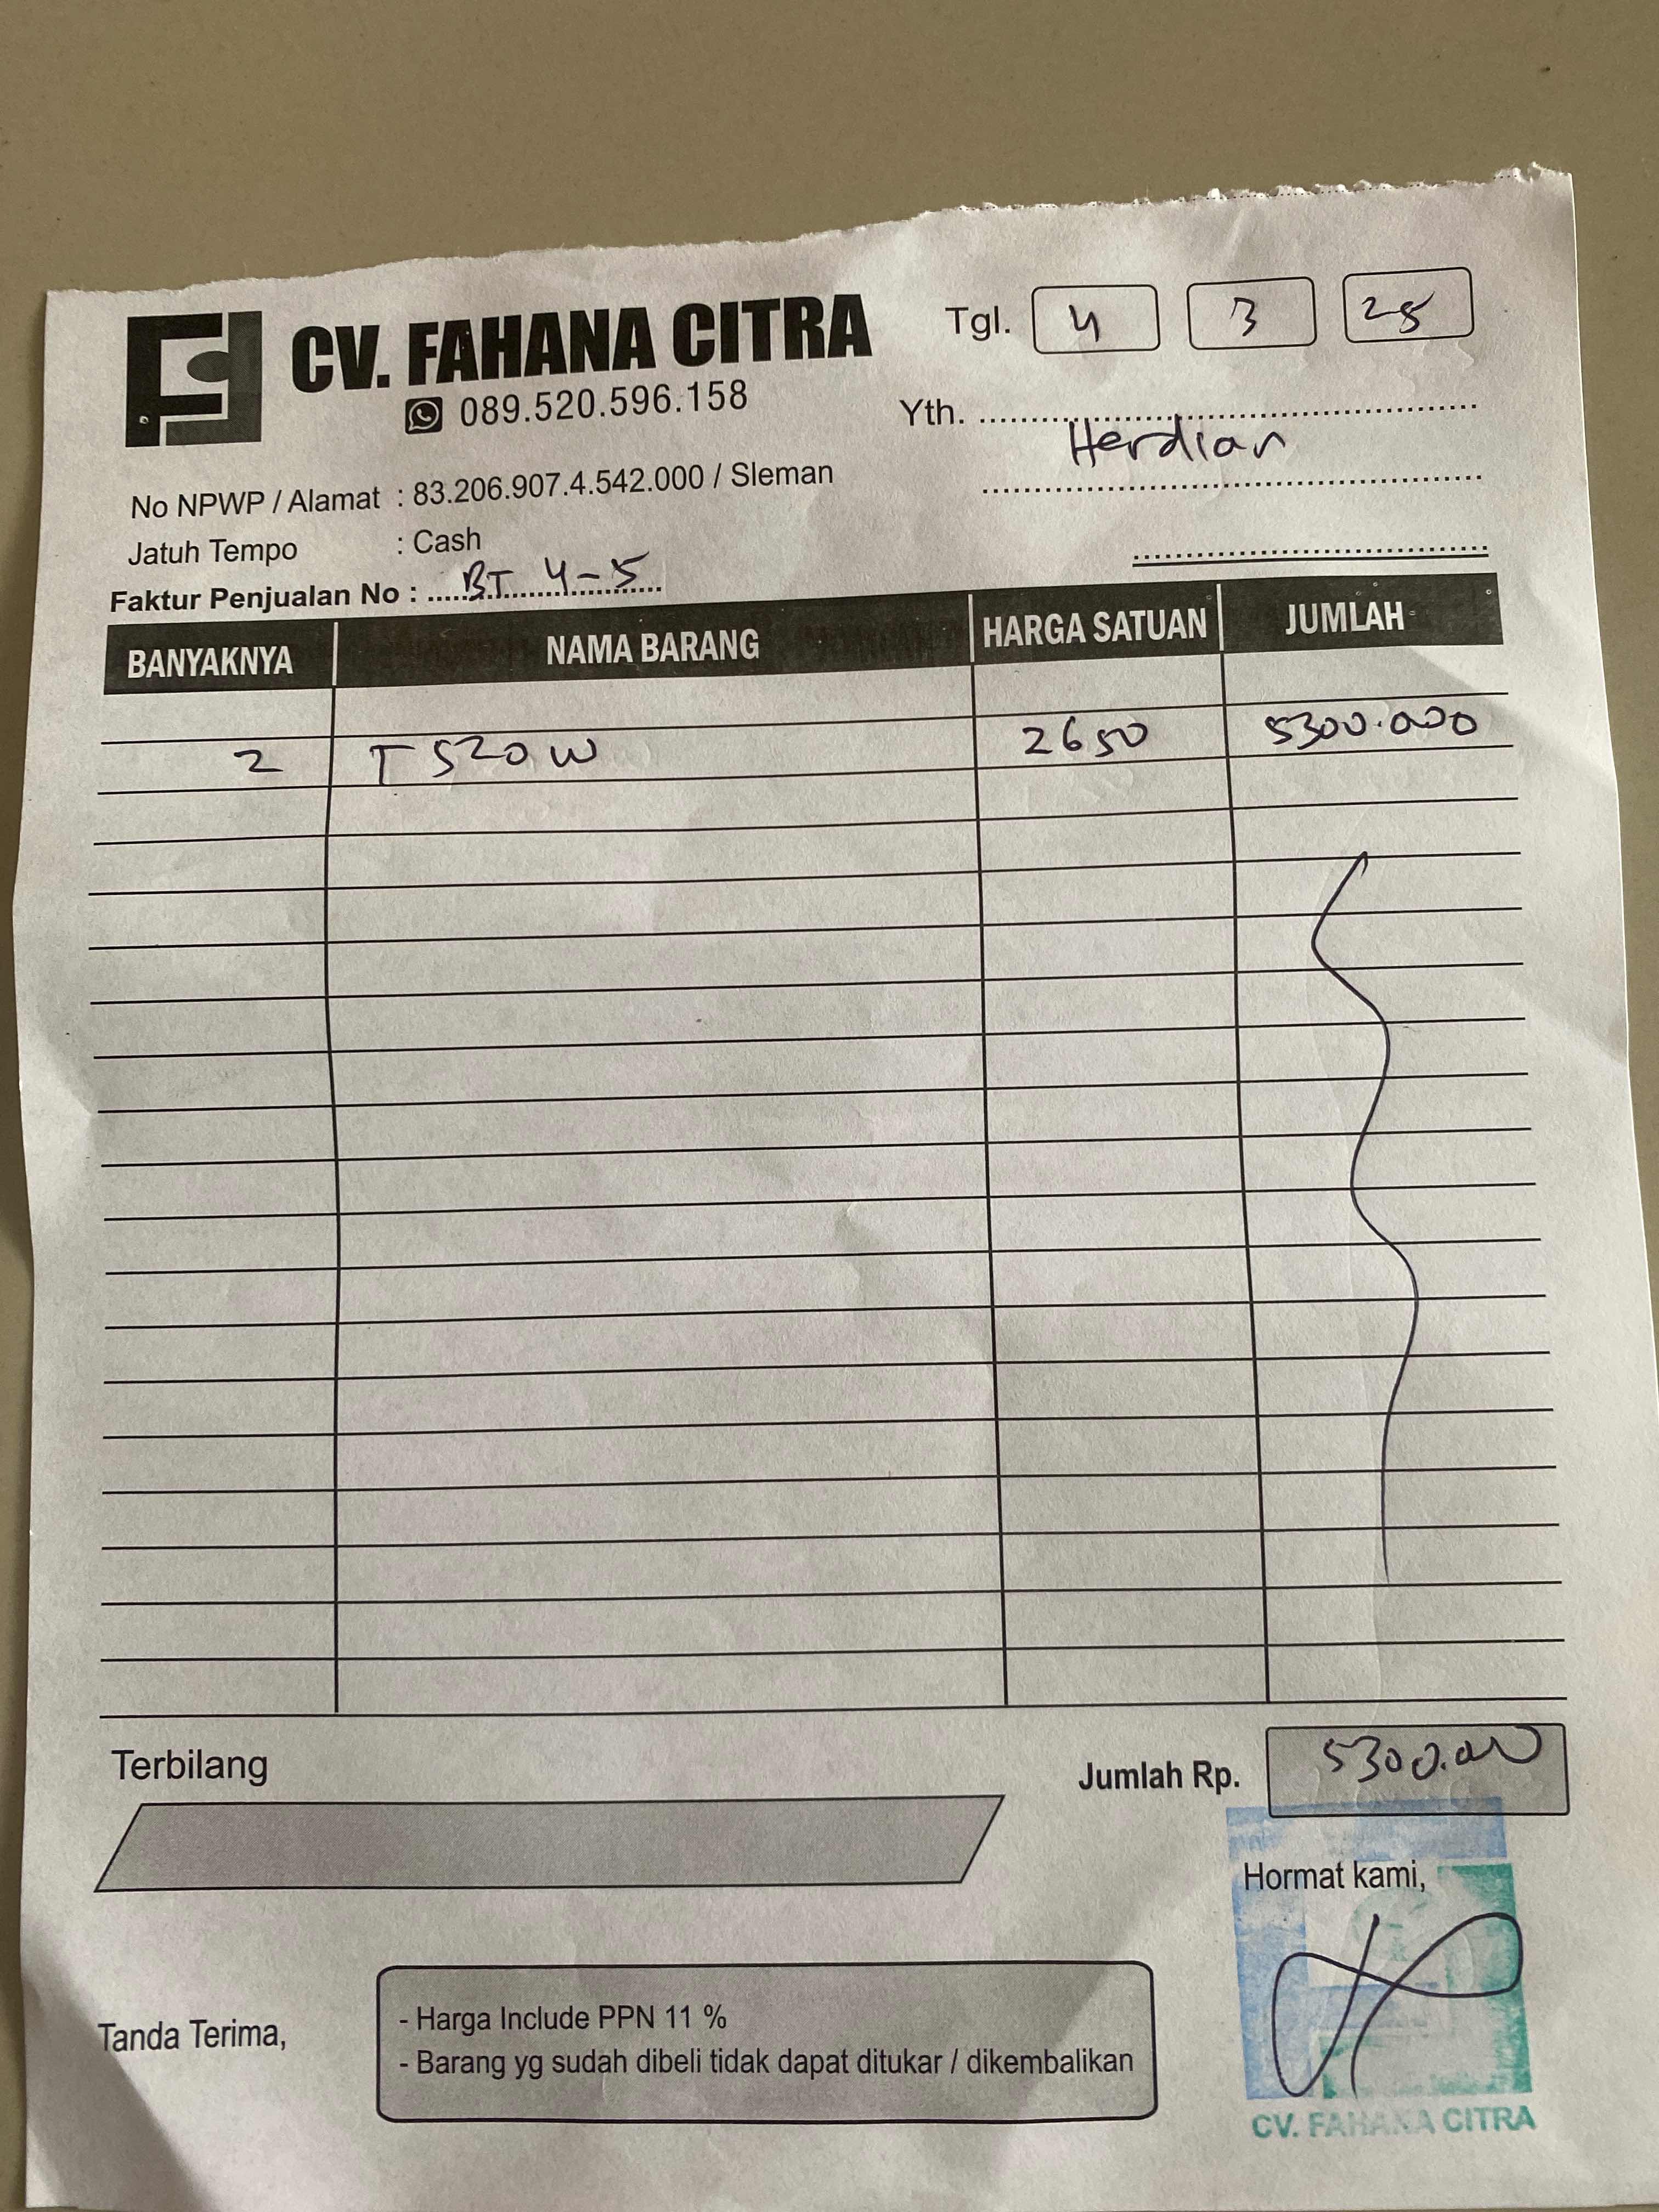 CV. FAHANA CITRA
089.520.596.158
Tgl. 4 3 25
Yth.
Herdian
No NPWP / Alamat : 83.206.907.4.542.000 / Sleman
Jatuh Tempo : Cash
Faktur Penjualan No : BT 4-5
BANYAKNYA NAMA BARANG HARGA SATUAN JUMLAH
2 T 520 W 2650 5300.000
Terbilang
Jumlah Rp. 5300.000
Hormat kami,
Tanda Terima,
- Harga Include PPN 11 %
- Barang yg sudah dibeli tidak dapat ditukar / dikembalikan
CV. FAHANA CITRA